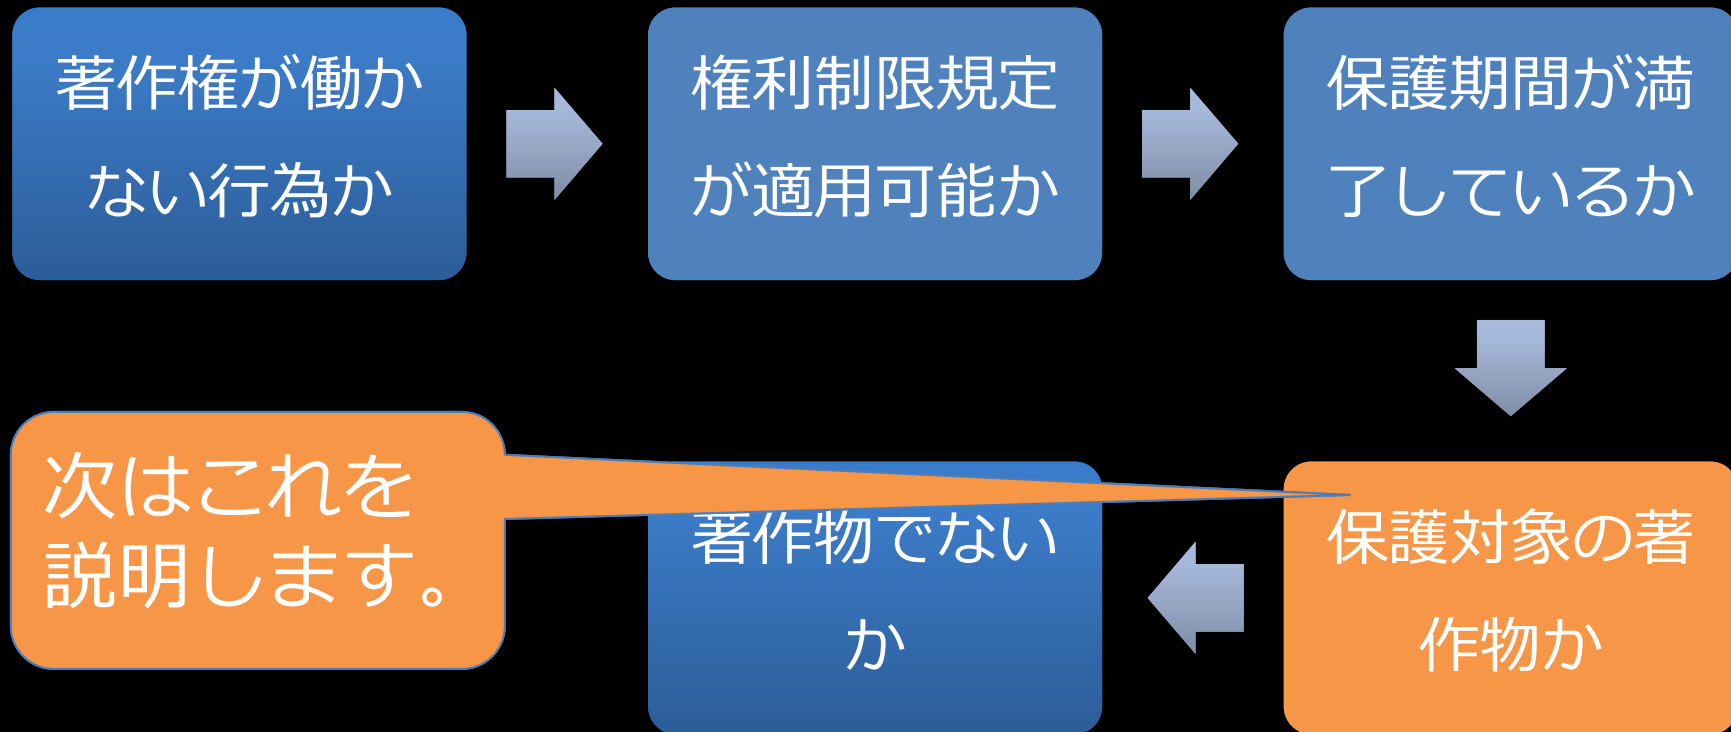 著作権が働か
ない行為か
権利制限規定
が適用可能か
保護期間が満
了しているか
保護対象の著
作物か
著作物でない
か
次はこれを
説明します。